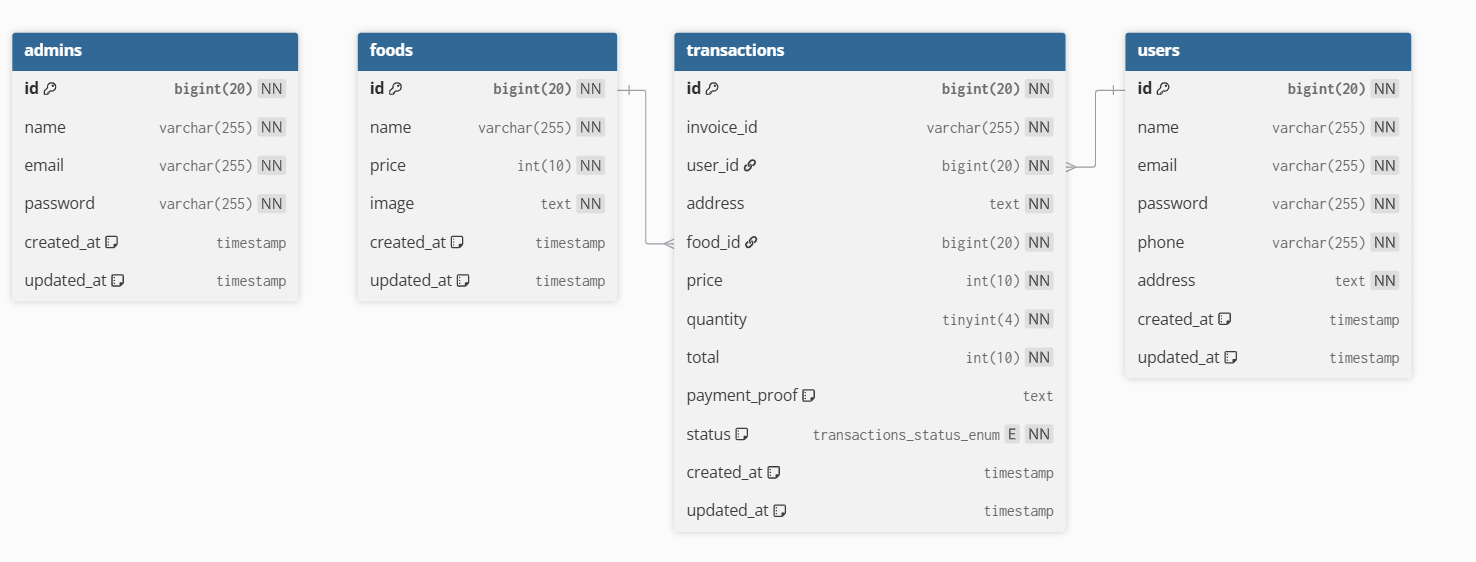 admins
id bigint(20) NN
name varchar(255) NN
email varchar(255) NN
password varchar(255) NN
created_at timestamp
updated_at timestamp
foods
id bigint(20) NN
name varchar(255) NN
price int(10) NN
image text NN
created_at timestamp
updated_at timestamp
transactions
id bigint(20) NN
invoice_id varchar(255) NN
user_id bigint(20) NN
address text NN
food_id bigint(20) NN
price int(10) NN
quantity tinyint(4) NN
total int(10) NN
payment_proof text
status transactions_status_enum E NN
created_at timestamp
updated_at timestamp
users
id bigint(20) NN
name varchar(255) NN
email varchar(255) NN
password varchar(255) NN
phone varchar(255) NN
address text NN
created_at timestamp
updated_at timestamp